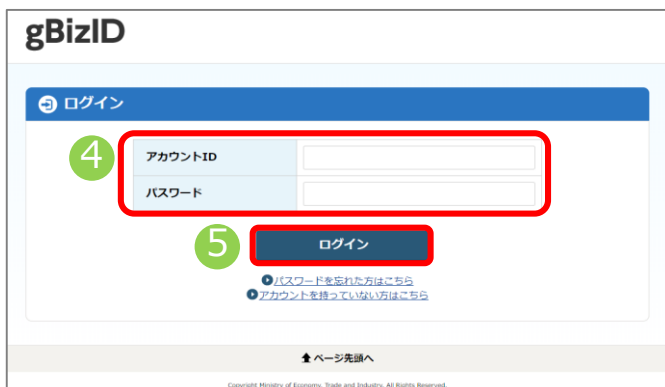 gBizID
ログイン
4
アカウントID
パスワード
5
ログイン
パスワードを忘れた方はこちら
アカウントを持っていない方はこちら
ページ先頭へ
Copyright Ministry of Economy, Trade and Industry. All Rights Reserved.